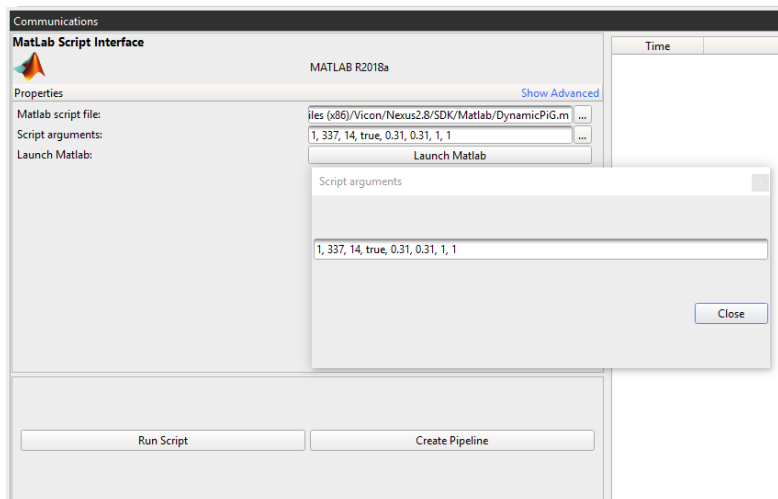 Communications
MatLab Script Interface
Time
MATLAB R2018a
Properties
Show Advanced
Matlab script file:
iles (x86)/Vicon/Nexus2.8/SDK/Matlab/DynamicPiG.m
...
Script arguments:
1, 337, 14, true, 0.31, 0.31, 1, 1
...
Launch Matlab:
Launch Matlab
Script arguments
1, 337, 14, true, 0.31, 0.31, 1, 1
Close
Run Script
Create Pipeline